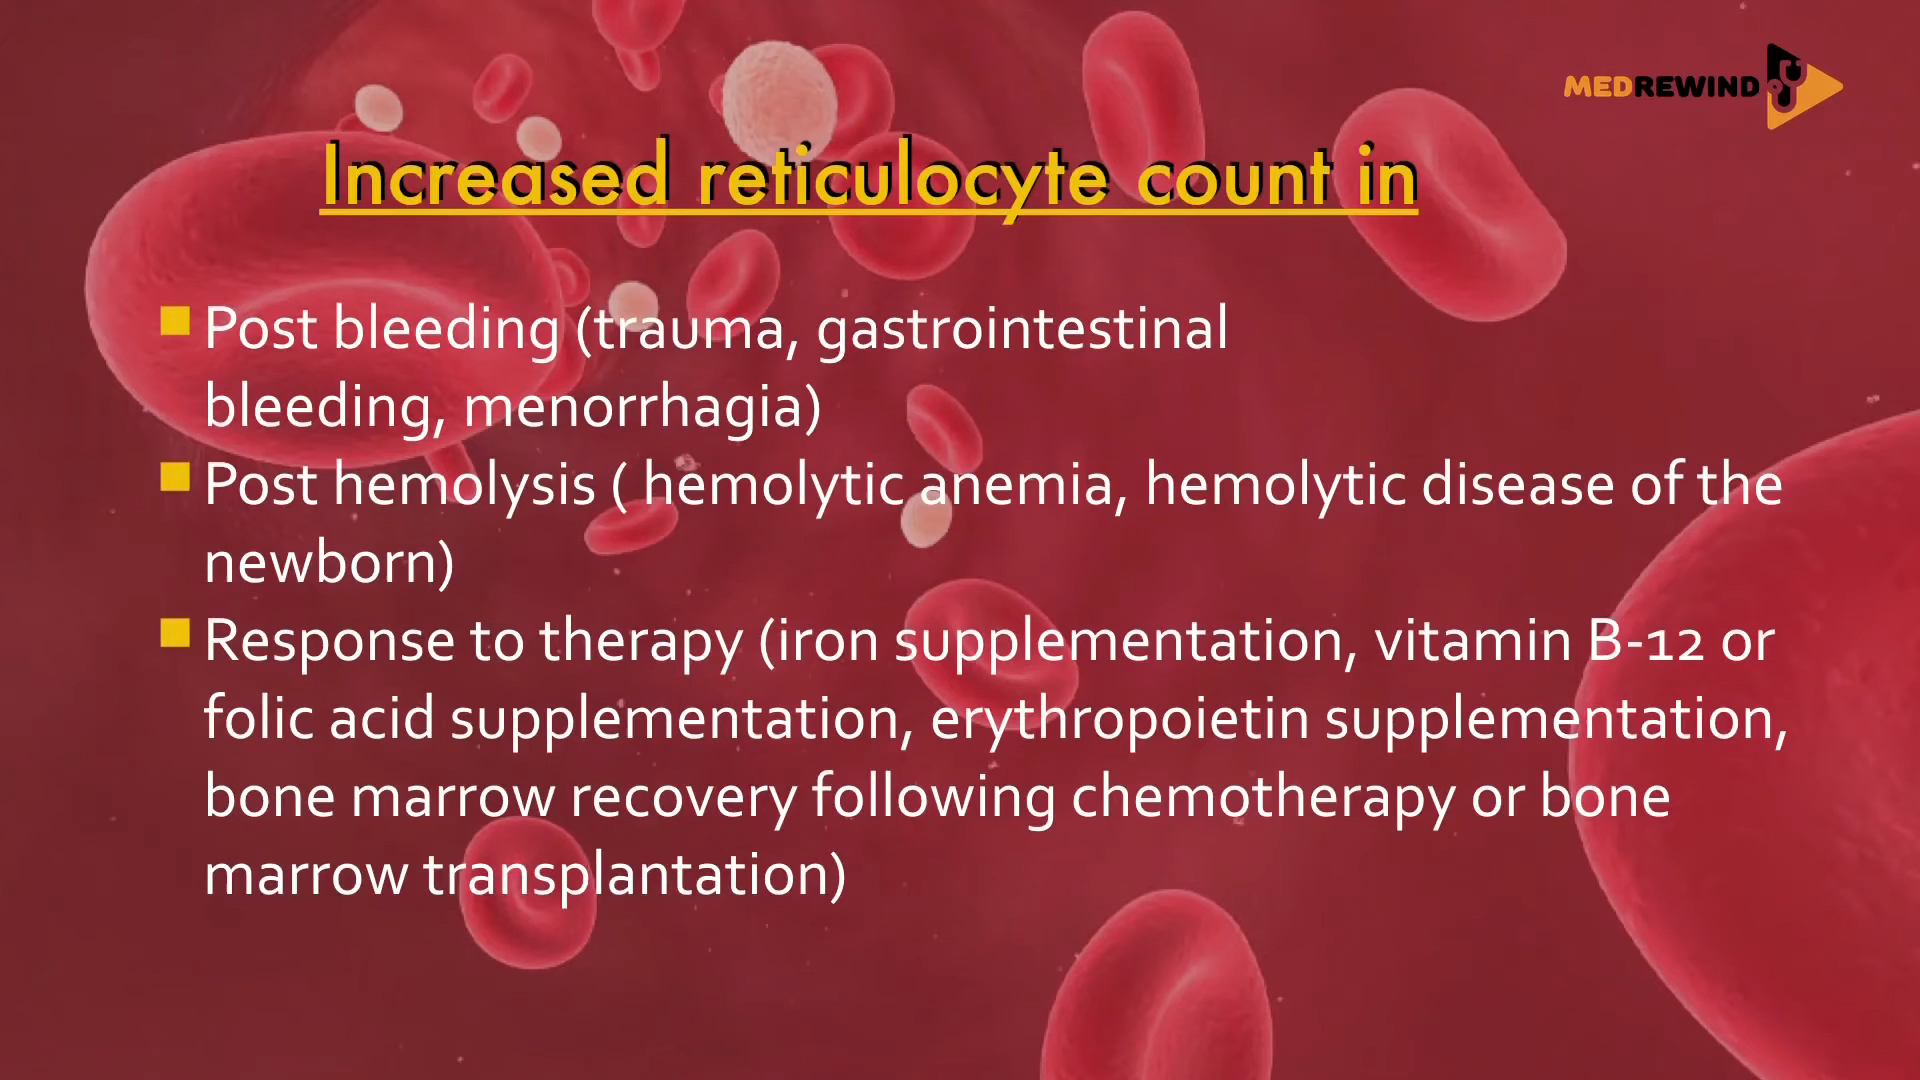 MEDREWIND
Increased reticulocyte count in
Post bleeding (trauma, gastrointestinal
bleeding, menorrhagia)
Post hemolysis ( hemolytic anemia, hemolytic disease of the
newborn)
Response to therapy (iron supplementation, vitamin B-12 or
folic acid supplementation, erythropoietin supplementation,
bone marrow recovery following chemotherapy or bone
marrow transplantation)